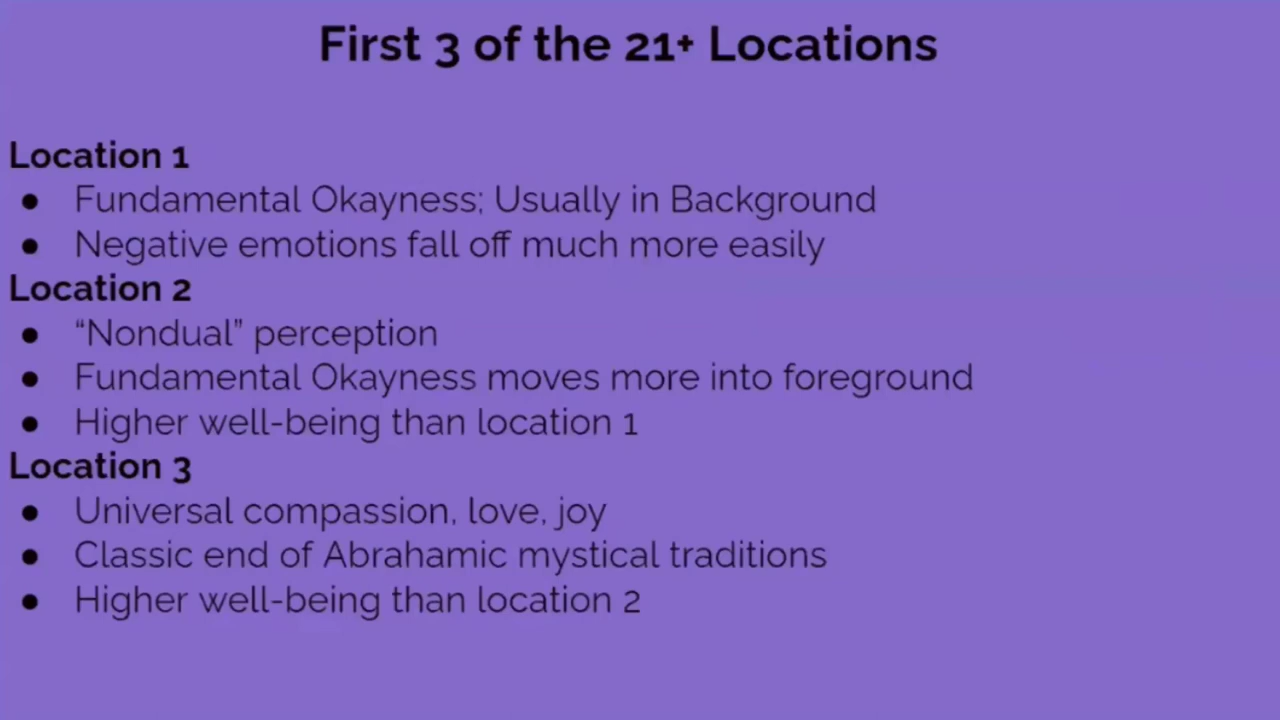 First 3 of the 21+ Locations
Location 1
● Fundamental Okayness; Usually in Background
● Negative emotions fall off much more easily
Location 2
● “Nondual” perception
● Fundamental Okayness moves more into foreground
● Higher well-being than location 1
Location 3
● Universal compassion, love, joy
● Classic end of Abrahamic mystical traditions
● Higher well-being than location 2